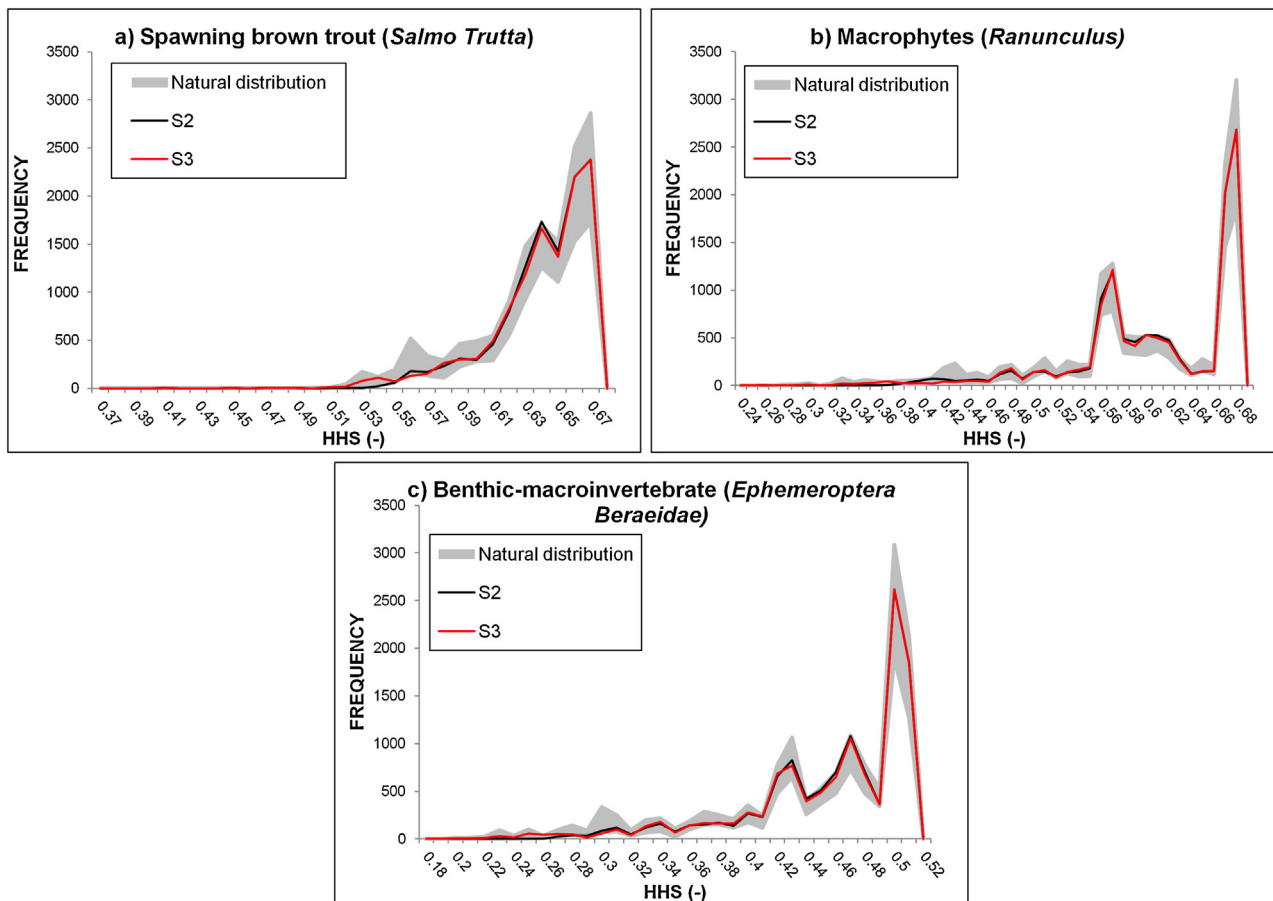 a) Spawning brown trout (Salmo Trutta)
3500
3000
2500
2000
1500
1000
500
0
FREQUENCY
Natural distribution
S2
S3
0.37 0.39 0.41 0.43 0.45 0.47 0.49 0.51 0.53 0.55 0.57 0.59 0.61 0.63 0.65 0.67
HHS (-)
b) Macrophytes (Ranunculus)
3500
3000
2500
2000
1500
1000
500
0
FREQUENCY
Natural distribution
S2
S3
0.24 0.26 0.28 0.3 0.32 0.34 0.36 0.38 0.4 0.42 0.44 0.46 0.48 0.5 0.52 0.54 0.56 0.58 0.6 0.62 0.64 0.66 0.68
HHS (-)
c) Benthic-macroinvertebrate (Ephemeroptera
Beraeidae)
3500
3000
2500
2000
1500
1000
500
0
FREQUENCY
Natural distribution
S2
S3
0.18 0.2 0.22 0.24 0.26 0.28 0.3 0.32 0.34 0.36 0.38 0.4 0.42 0.44 0.46 0.48 0.5 0.52
HHS (-)